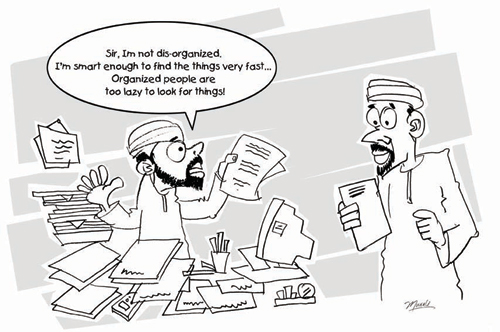 Sir, Im not dis-organized.
I'm smart enough to find the things very fast...
Organized people are
too lazy to look for things!